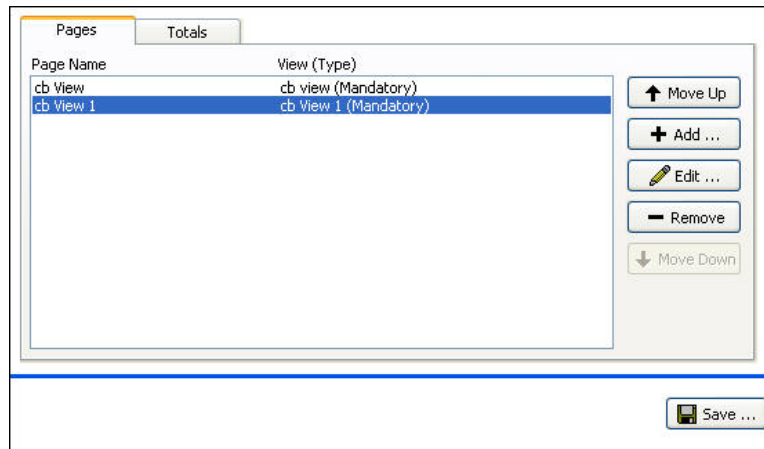 Pages Totals
Page Name View (Type)
cb View cb view (Mandatory)
cb View 1 cb View 1 (Mandatory)
Move Up
Add ...
Edit ...
Remove
Move Down
Save ...